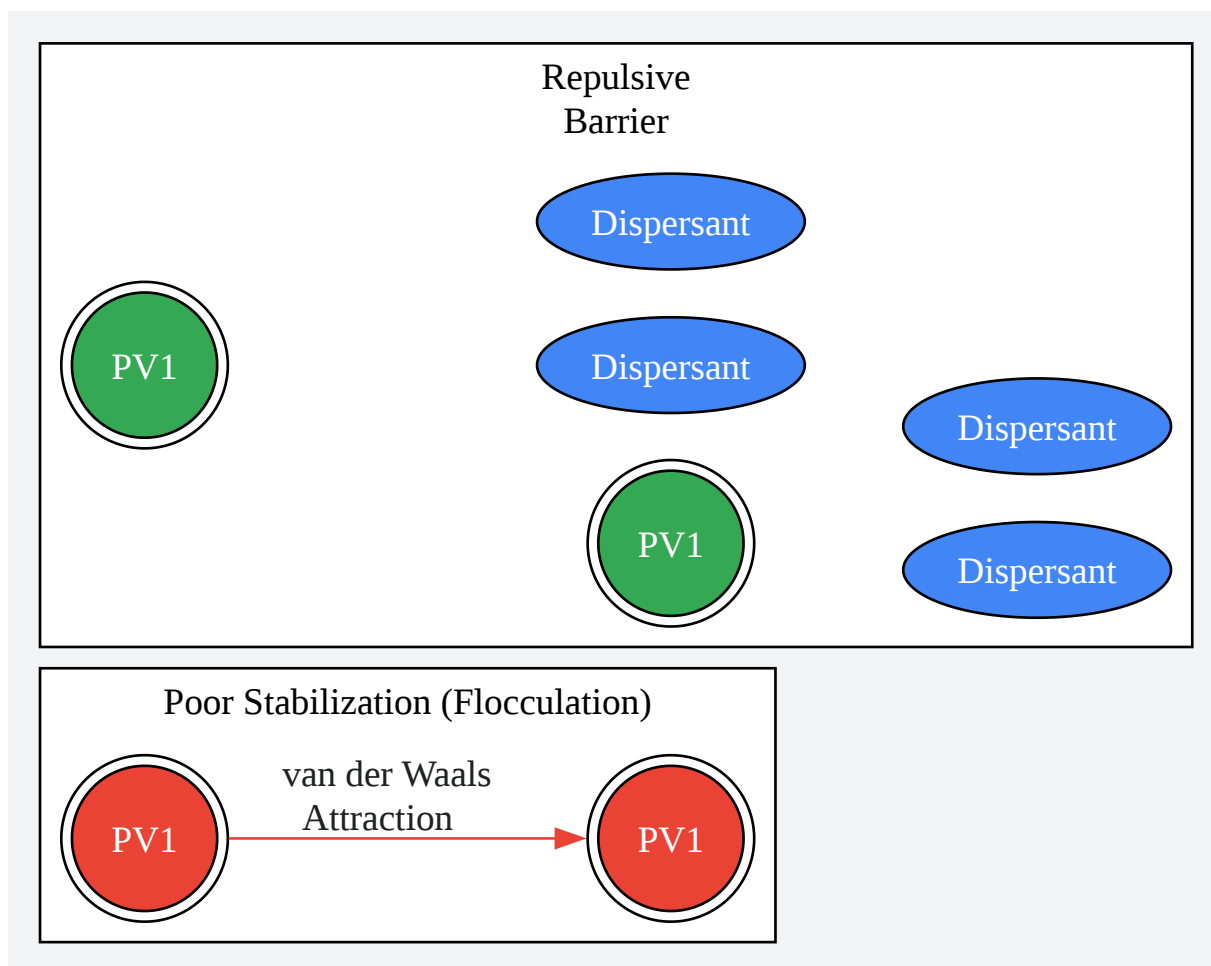 Repulsive
Barrier
Dispersant
PV1
Dispersant
Dispersant
PV1
Dispersant
Poor Stabilization (Flocculation)
van der Waals
Attraction
PV1
PV1